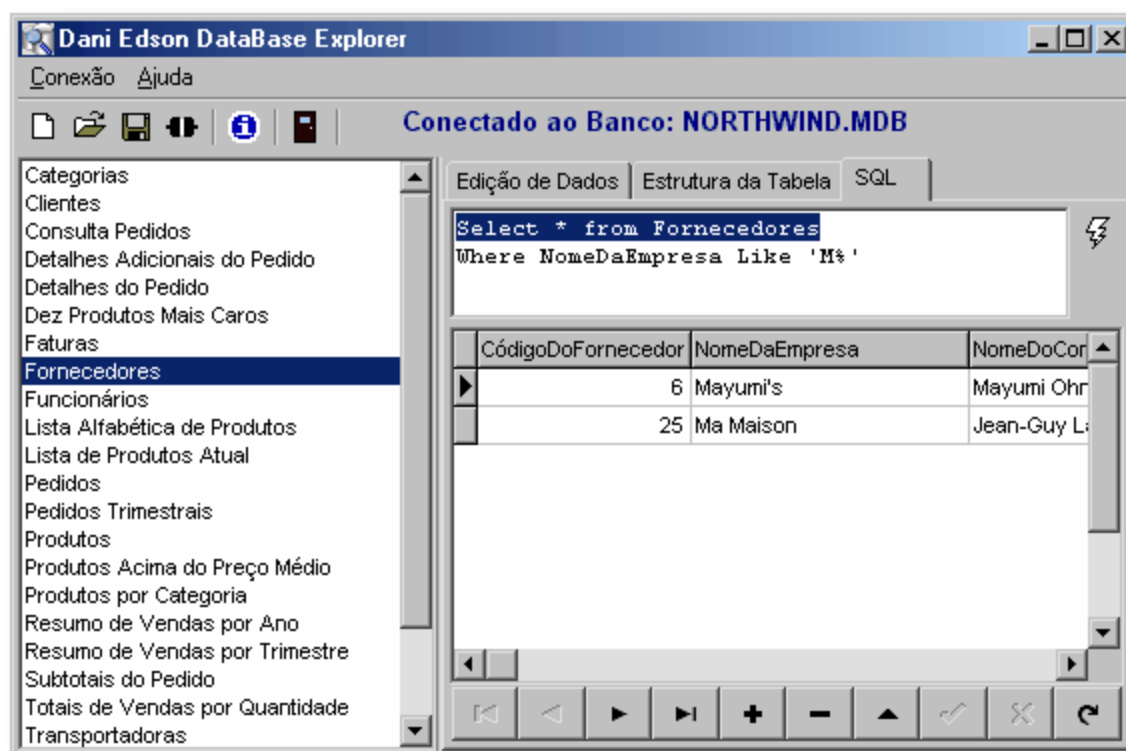 Dani Edson DataBase Explorer
Conexão Ajuda
Conectado ao Banco: NORTHWIND.MDB
Categorias
Clientes
Consulta Pedidos
Detalhes Adicionais do Pedido
Detalhes do Pedido
Dez Produtos Mais Caros
Faturas
Fornecedores
Funcionários
Lista Alfabética de Produtos
Lista de Produtos Atual
Pedidos
Pedidos Trimestrais
Produtos
Produtos Acima do Preço Médio
Produtos por Categoria
Resumo de Vendas por Ano
Resumo de Vendas por Trimestre
Subtotais do Pedido
Totais de Vendas por Quantidade
Transportadoras
Edição de Dados Estrutura da Tabela SQL
Select * from Fornecedores
Where NomeDaEmpresa Like 'M%'
CódigoDoFornecedor NomeDaEmpresa
6 Mayumi's Mayumi
25 Ma Maison Jean-Guy